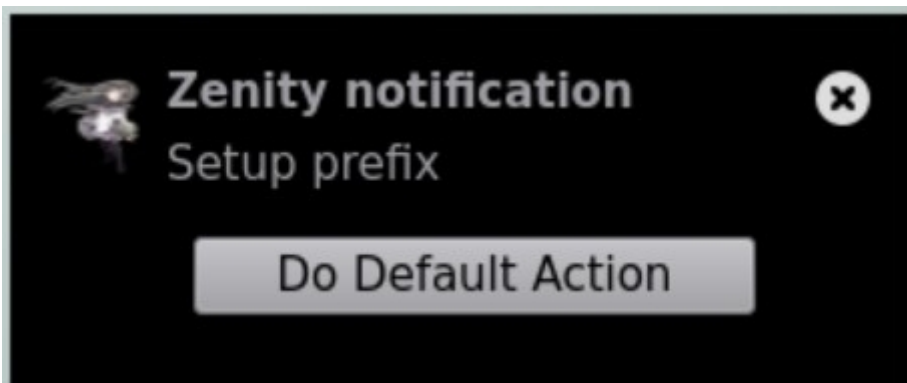 Zenity notification
Setup prefix
Do Default Action